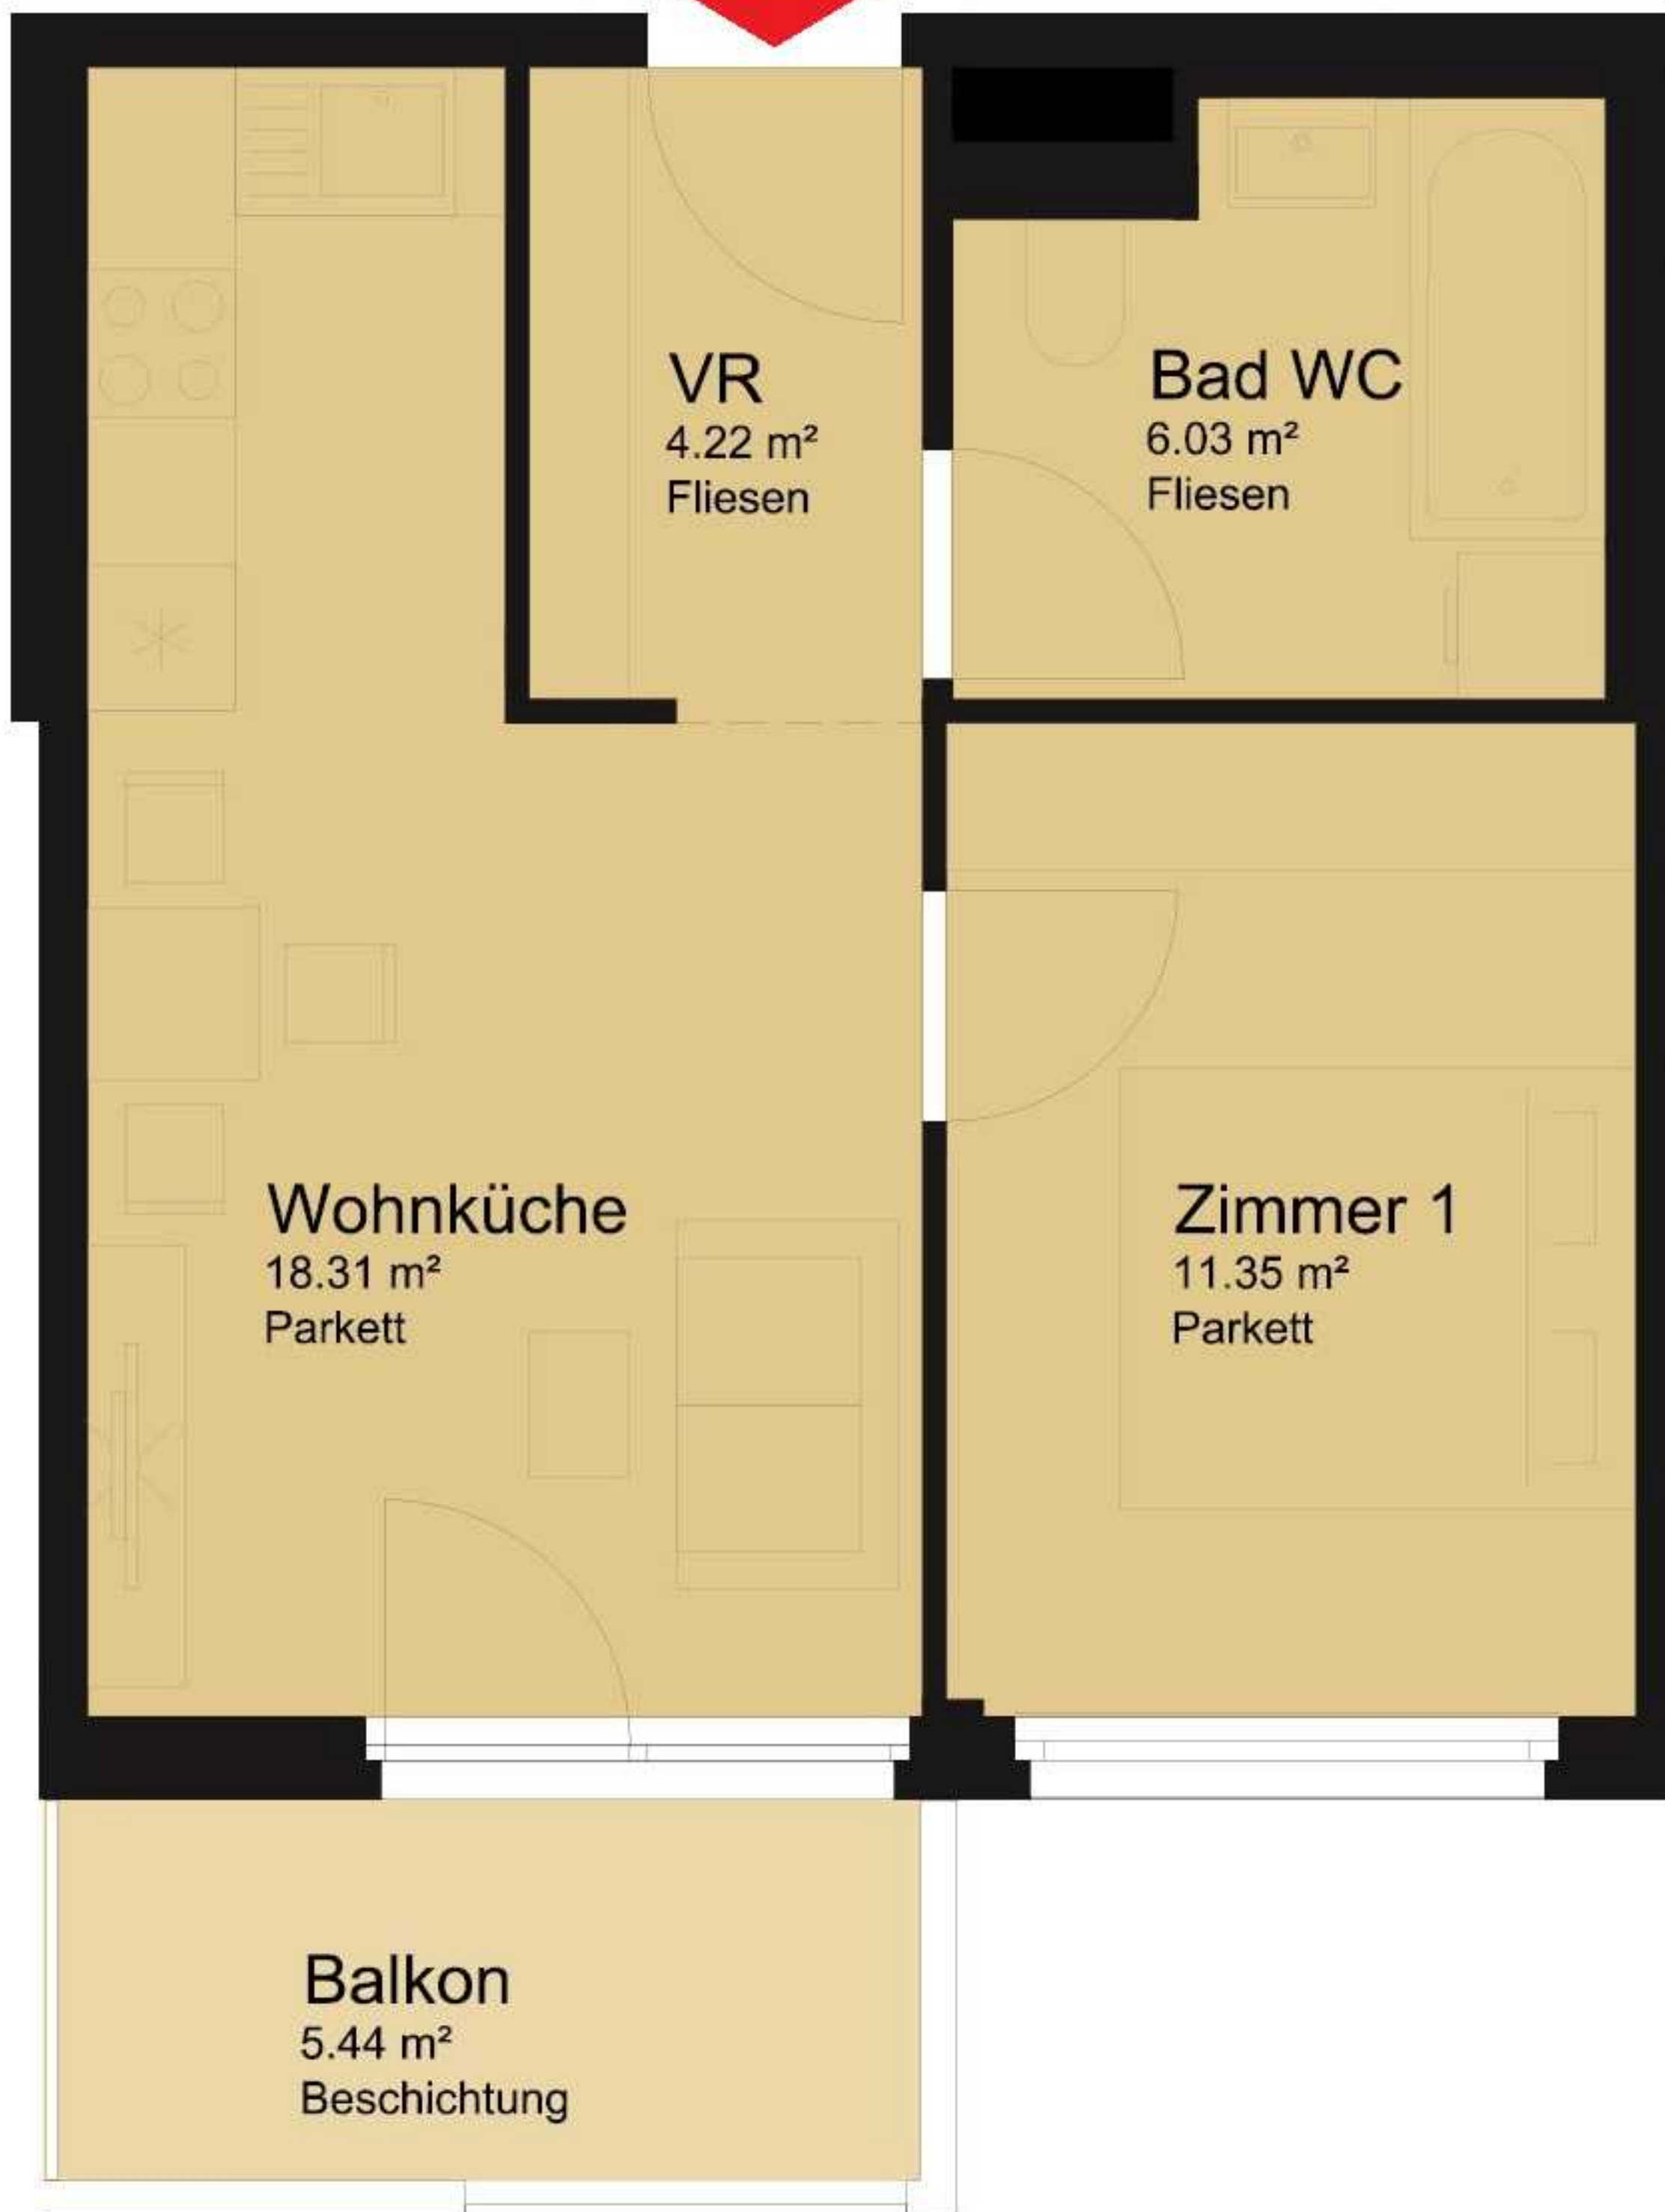 VR
4.22 m²
Fliesen
Bad WC
6.03 m²
Fliesen
Wohnküche
18.31 m²
Parkett
Zimmer 1
11.35 m²
Parkett
Balkon
5.44 m²
Beschichtung